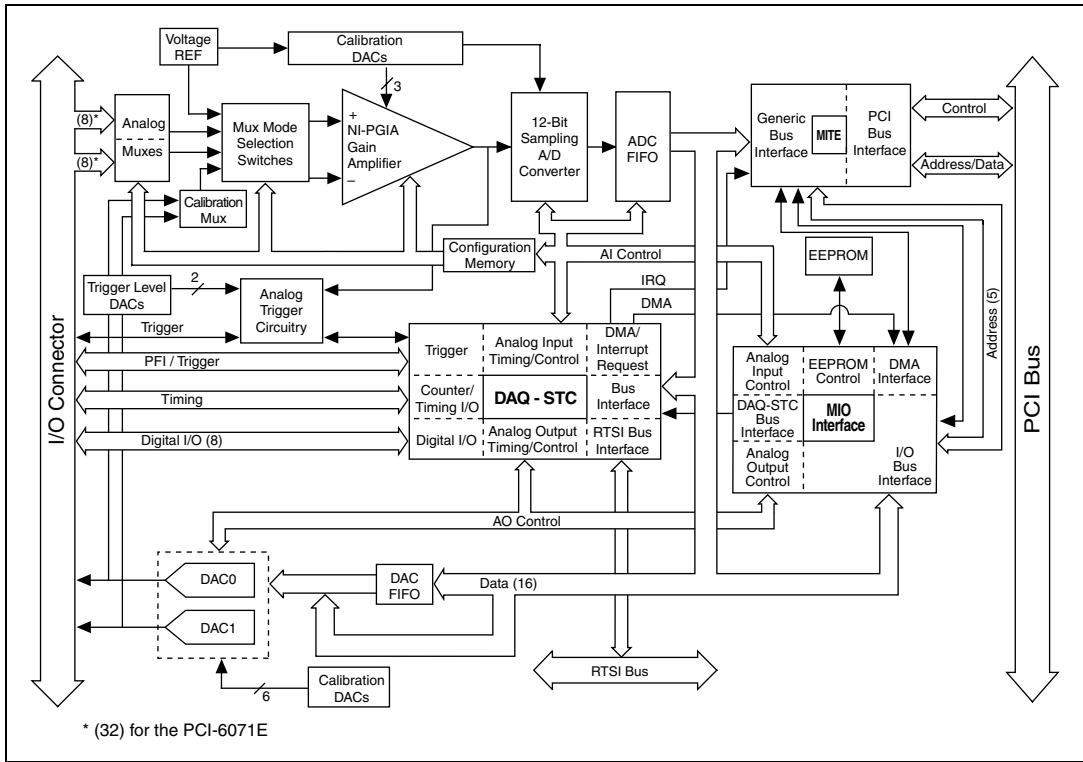 Voltage
REF
Calibration
DACs
3
(8)*
(8)*
Analog
Muxes
Mux Mode
Selection
Switches
+
NI-PGIA
Gain
Amplifier
–
12-Bit
Sampling
A/D
Converter
ADC
FIFO
Generic
Bus
Interface
MITE
PCI
Bus
Interface
Control
Address/Data
Calibration
Mux
Configuration
Memory
AI Control
EEPROM
Trigger Level
DACs
2
Analog
Trigger
Circuitry
IRQ
DMA
Address (5)
I/O Connector
PCI Bus
Trigger
PFI / Trigger
Timing
Digital I/O (8)
Trigger
Analog Input
Timing/Control
DMA/
Interrupt
Request
Counter/
Timing I/O
DAQ - STC
Bus
Interface
Digital I/O
Analog Output
Timing/Control
RTSI Bus
Interface
Analog
Input
Control
EEPROM
Control
DMA
Interface
DAQ-STC
Bus
Interface
MIO
Interface
Analog
Output
Control
I/O
Bus
Interface
AO Control
DAC0
DAC1
DAC
FIFO
Data (16)
6
Calibration
DACs
RTSI Bus
* (32) for the PCI-6071E